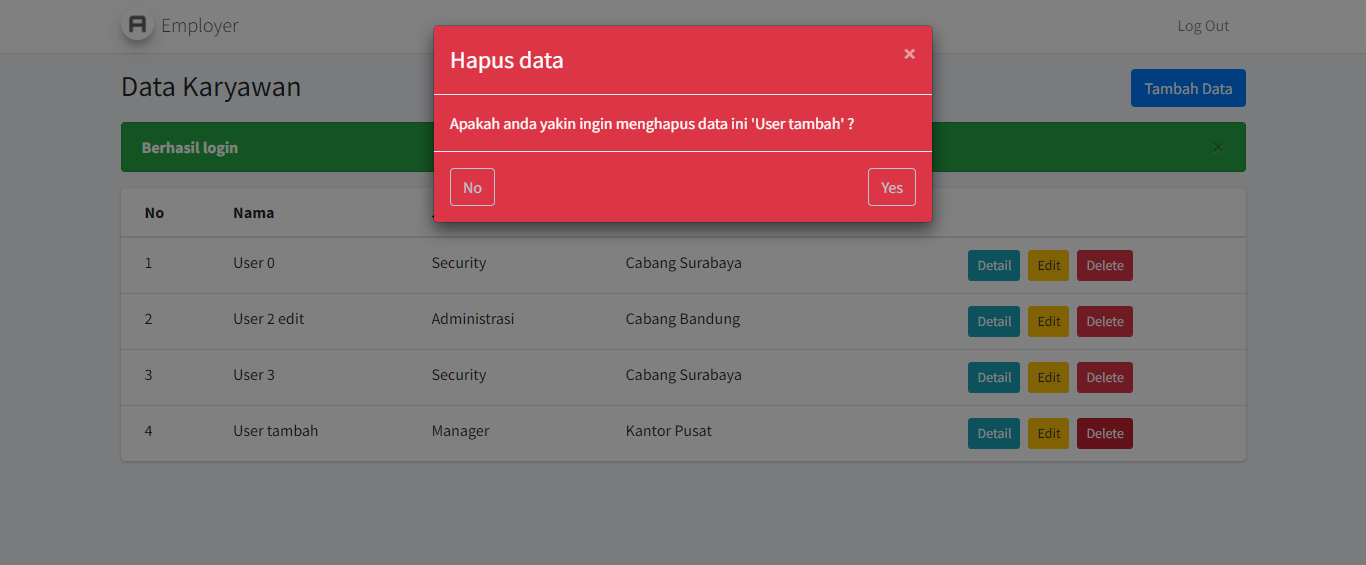 Employer
Log Out
Hapus data ×
Data Karyawan
Tambah Data
Apakah anda yakin ingin menghapus data ini 'User tambah' ?
Berhasil login ×
No Yes
No Nama
1 User 0 Security Cabang Surabaya Detail Edit Delete
2 User 2 edit Administrasi Cabang Bandung Detail Edit Delete
3 User 3 Security Cabang Surabaya Detail Edit Delete
4 User tambah Manager Kantor Pusat Detail Edit Delete